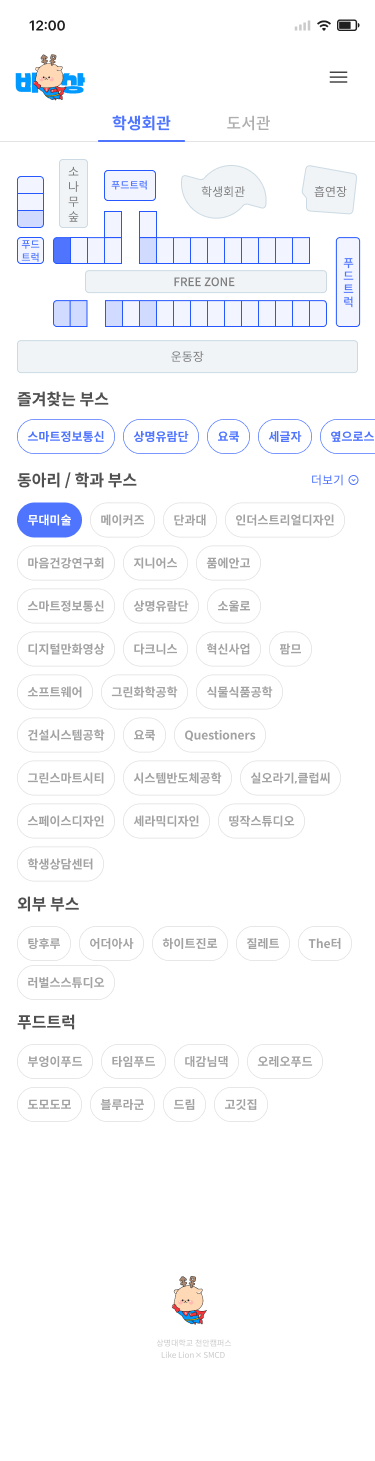 12:00
학생회관 도서관
소나무숲
푸드트럭
학생회관
흡연장
푸드
트럭
푸드트럭
FREE ZONE
운동장
즐겨찾는 부스
스마트정보통신 상명유람단 요쿡 세글자 옆으로스
동아리 / 학과 부스 더보기
무대미술 메이커즈 단과대 인더스트리얼디자인
마음건강연구회 지니어스 품에안고
스마트정보통신 상명유람단 소울로
디지털만화영상 다크니스 혁신사업 팜므
소프트웨어 그린화학공학 식물식품공학
건설시스템공학 요쿡 Questioners
그린스마트시티 시스템반도체공학 실오라기,클럽씨
스페이스디자인 세라믹디자인 띵작스튜디오
학생상담센터
외부 부스
탕후루 어더아사 하이트진로 질레트 The터
러벌스스튜디오
푸드트럭
부엉이푸드 타임푸드 대감님댁 오레오푸드
도모도모 블루라군 드림 고깃집
상명대학교 천안캠퍼스
Like Lion × SMCD